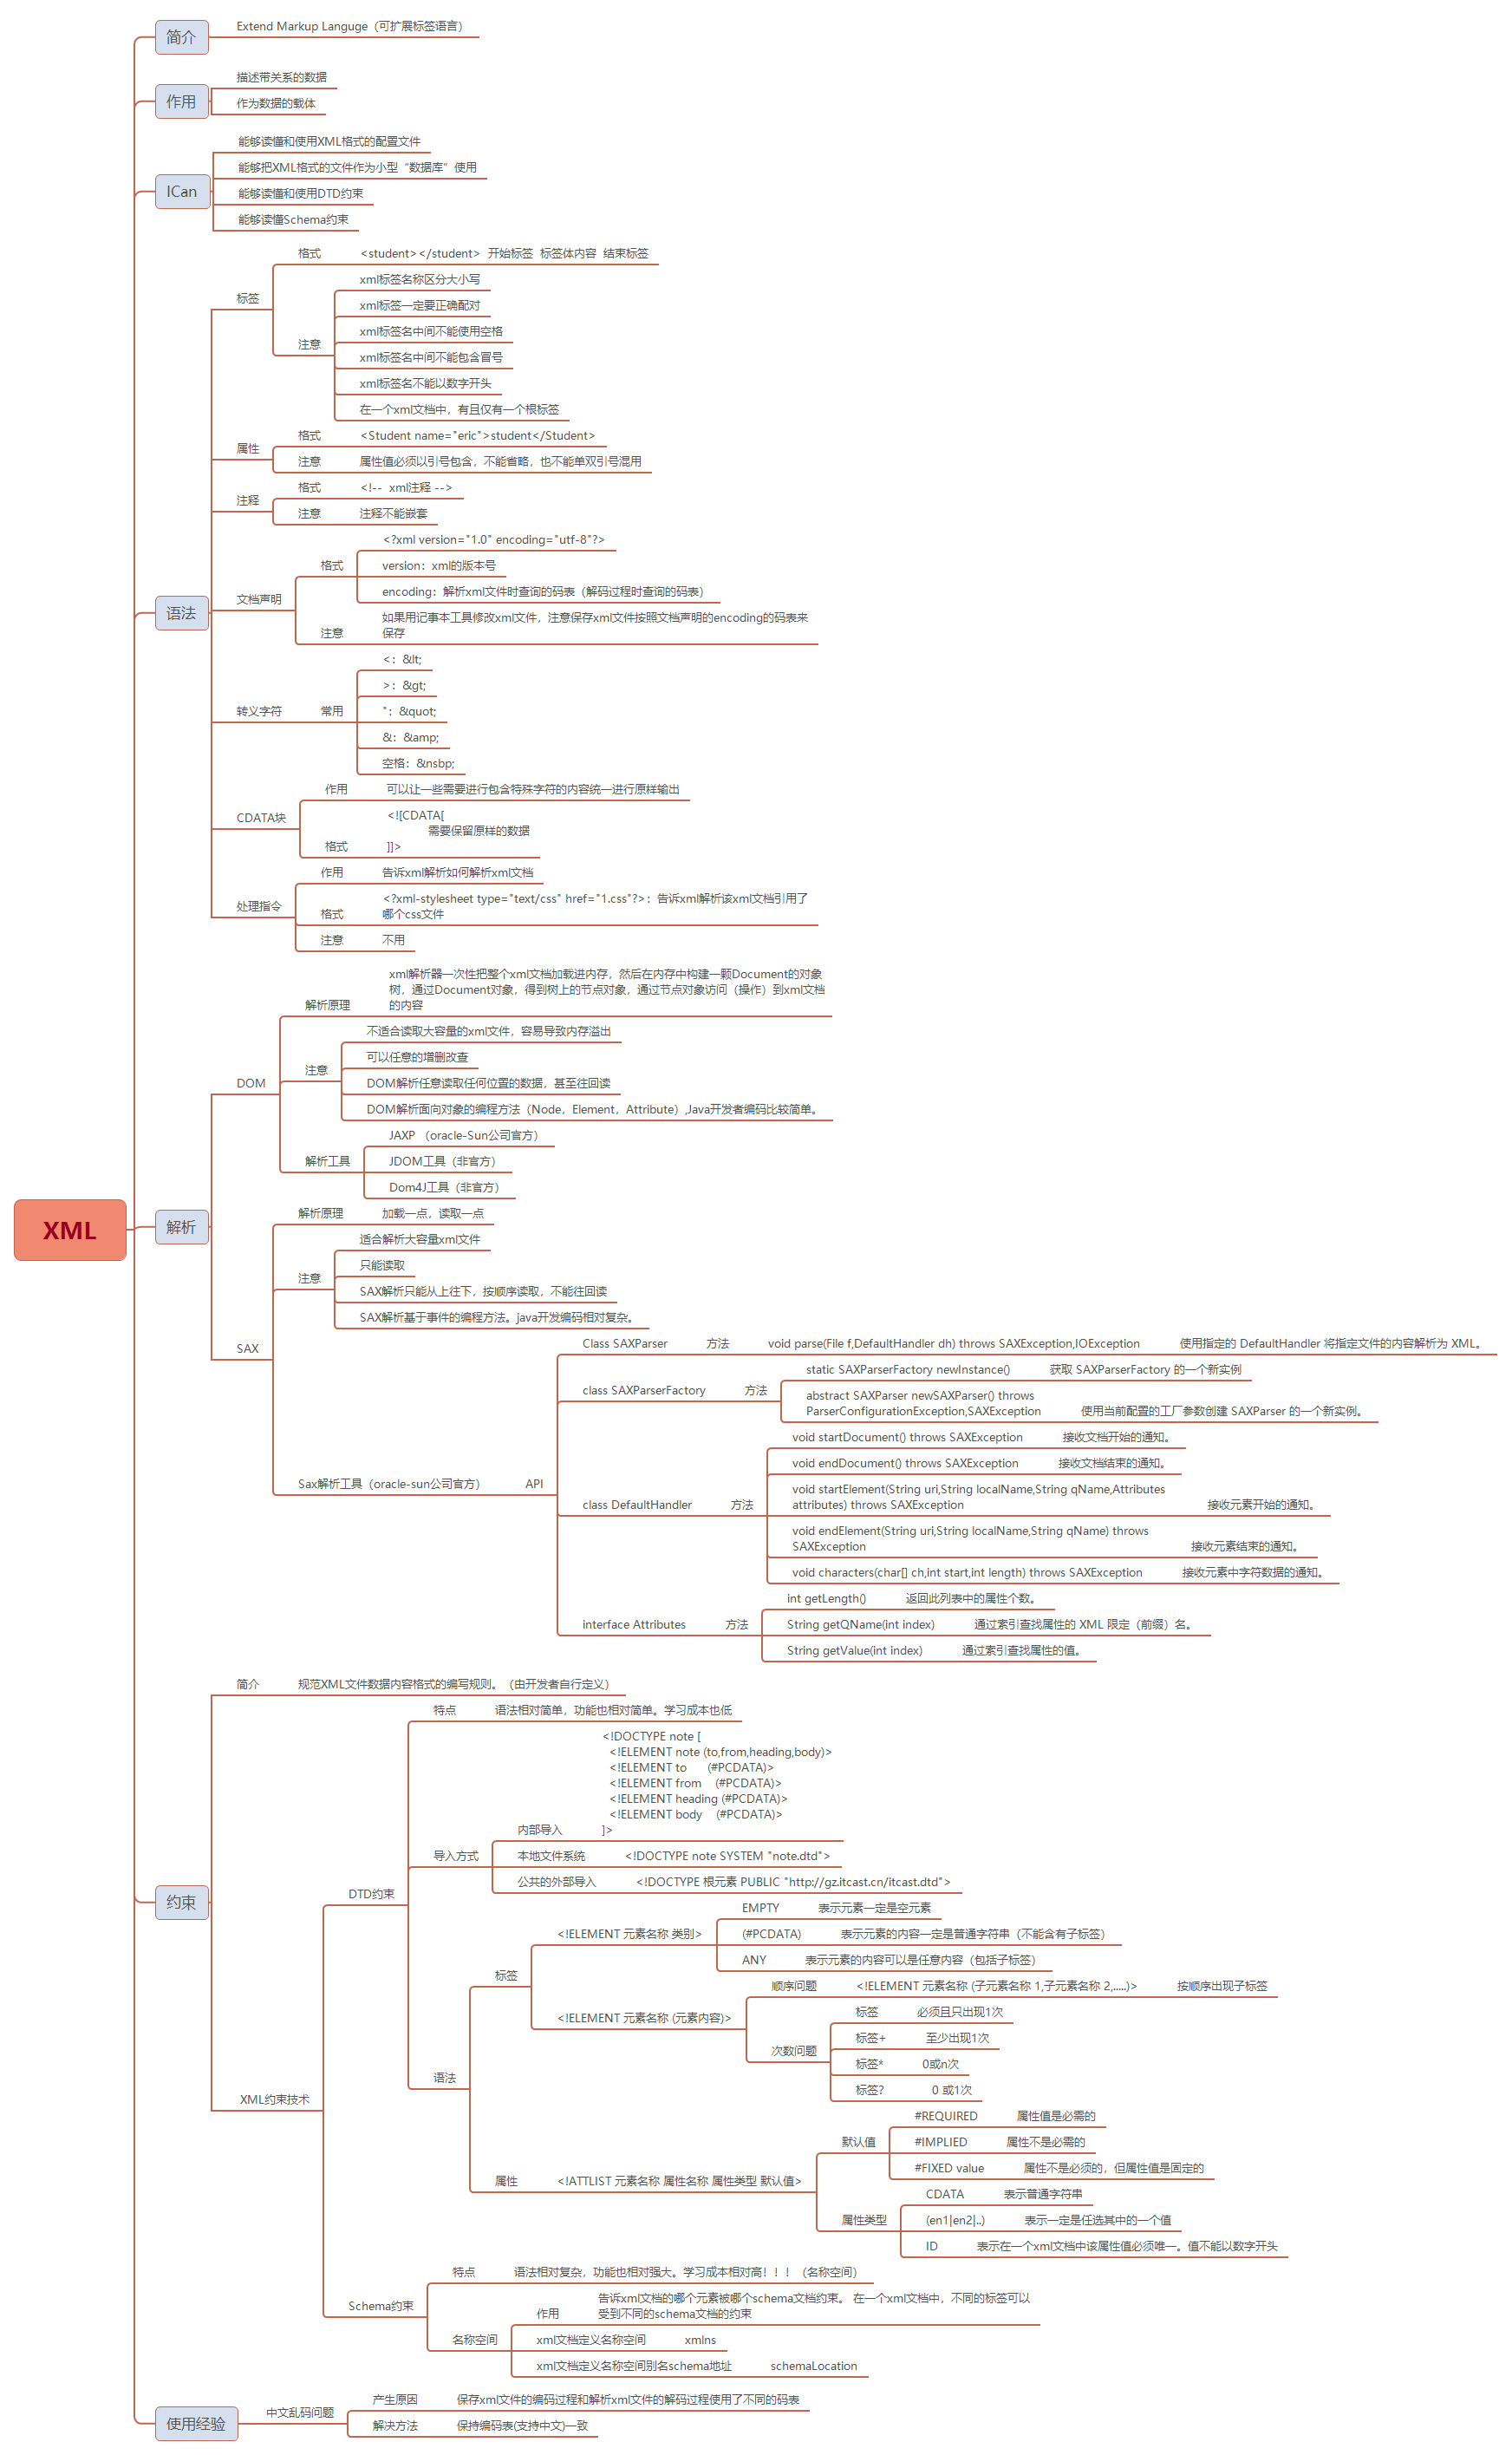 XML
简介
Extend Markup Languge（可扩展标签语言）
作用
描述带关系的数据
作为数据的载体
ICan
能够读懂和使用XML格式的配置文件
能够把XML格式的文件作为小型“数据库”使用
能够读懂和使用DTD约束
能够读懂Schema约束
语法
标签
格式
<student></student>  开始标签  标签体内容  结束标签
注意
xml标签名称区分大小写
xml标签一定要正确配对
xml标签名中间不能使用空格
xml标签名中间不能包含冒号
xml标签名不能以数字开头
在一个xml文档中，有且仅有一个根标签
属性
格式
<Student name="eric">student</Student>
注意
属性值必须以引号包含，不能省略，也不能单双引号混用
注释
格式
<!--  xml注释 -->
注意
注释不能嵌套
文档声明
格式
<?xml version="1.0" encoding="utf-8"?>
version：xml的版本号
encoding：解析xml文件时查询的码表（解码过程时查询的码表）
注意
如果用记事本工具修改xml文件，注意保存xml文件按照文档声明的encoding的码表来
保存
转义字符
常用
<：&lt;
>：&gt;
"：&quot;
&：&amp;
空格：&nsbp;
CDATA块
作用
可以让一些需要进行包含特殊字符的内容统一进行原样输出
格式
<![CDATA[
需要保留原样的数据
]]>
处理指令
作用
告诉xml解析如何解析xml文档
格式
<?xml-stylesheet type="text/css" href="1.css"?>：告诉xml解析该xml文档引用了
哪个css文件
注意
不用
解析
DOM
解析原理
xml解析器一次性把整个xml文档加载进内存，然后在内存中构建一颗Document的对象
树，通过Document对象，得到树上的节点对象，通过节点对象访问（操作）到xml文档
的内容
注意
不适合读取大容量的xml文件，容易导致内存溢出
可以任意的增删改查
DOM解析任意读取任何位置的数据，甚至往回读
DOM解析面向对象的编程方法（Node，Element，Attribute）,Java开发者编码比较简单。
解析工具
JAXP （oracle-Sun公司官方）
JDOM工具（非官方）
Dom4J工具（非官方）
SAX
解析原理
加载一点，读取一点
注意
适合解析大容量xml文件
只能读取
SAX解析只能从上往下，按顺序读取，不能往回读
SAX解析基于事件的编程方法。java开发编码相对复杂。
Sax解析工具（oracle-sun公司官方）
API
Class SAXParser
方法
void parse(File f,DefaultHandler dh) throws SAXException,IOException
使用指定的 DefaultHandler 将指定文件的内容解析为 XML。
class SAXParserFactory
方法
static SAXParserFactory newInstance()
获取 SAXParserFactory 的一个新实例
abstract SAXParser newSAXParser() throws
ParserConfigurationException,SAXException
使用当前配置的工厂参数创建 SAXParser 的一个新实例。
class DefaultHandler
方法
void startDocument() throws SAXException
接收文档开始的通知。
void endDocument() throws SAXException
接收文档结束的通知。
void startElement(String uri,String localName,String qName,Attributes
attributes) throws SAXException
接收元素开始的通知。
void endElement(String uri,String localName,String qName) throws
SAXException
接收元素结束的通知。
void characters(char[] ch,int start,int length) throws SAXException
接收元素中字符数据的通知。
interface Attributes
方法
int getLength()
返回此列表中的属性个数。
String getQName(int index)
通过索引查找属性的 XML 限定（前缀）名。
String getValue(int index)
通过索引查找属性的值。
约束
简介
规范XML文件数据内容格式的编写规则。（由开发者自行定义）
XML约束技术
DTD约束
特点
语法相对简单，功能也相对简单。学习成本也低
导入方式
内部导入
<!DOCTYPE note [
<!ELEMENT note (to,from,heading,body)>
<!ELEMENT to      (#PCDATA)>
<!ELEMENT from    (#PCDATA)>
<!ELEMENT heading (#PCDATA)>
<!ELEMENT body    (#PCDATA)>
]>
本地文件系统
<!DOCTYPE note SYSTEM "note.dtd">
公共的外部导入
<!DOCTYPE 根元素 PUBLIC "http://gz.itcast.cn/itcast.dtd">
语法
标签
<!ELEMENT 元素名称 类别>
EMPTY
表示元素一定是空元素
(#PCDATA)
表示元素的内容一定是普通字符串（不能含有子标签）
ANY
表示元素的内容可以是任意内容（包括子标签）
<!ELEMENT 元素名称 (元素内容)>
顺序问题
<!ELEMENT 元素名称 (子元素名称 1,子元素名称 2,.....)>
按顺序出现子标签
次数问题
标签
必须且只出现1次
标签+
至少出现1次
标签*
0或n次
标签?
0 或1次
属性
<!ATTLIST 元素名称 属性名称 属性类型 默认值>
默认值
#REQUIRED
属性值是必需的
#IMPLIED
属性不是必需的
#FIXED value
属性不是必须的，但属性值是固定的
属性类型
CDATA
表示普通字符串
(en1|en2|..)
表示一定是任选其中的一个值
ID
表示在一个xml文档中该属性值必须唯一。值不能以数字开头
Schema约束
特点
语法相对复杂，功能也相对强大。学习成本相对高！！！（名称空间）
名称空间
作用
告诉xml文档的哪个元素被哪个schema文档约束。 在一个xml文档中，不同的标签可以
受到不同的schema文档的约束
xml文档定义名称空间
xmlns
xml文档定义名称空间别名schema地址
schemaLocation
使用经验
中文乱码问题
产生原因
保存xml文件的编码过程和解析xml文件的解码过程使用了不同的码表
解决方法
保持编码表(支持中文)一致